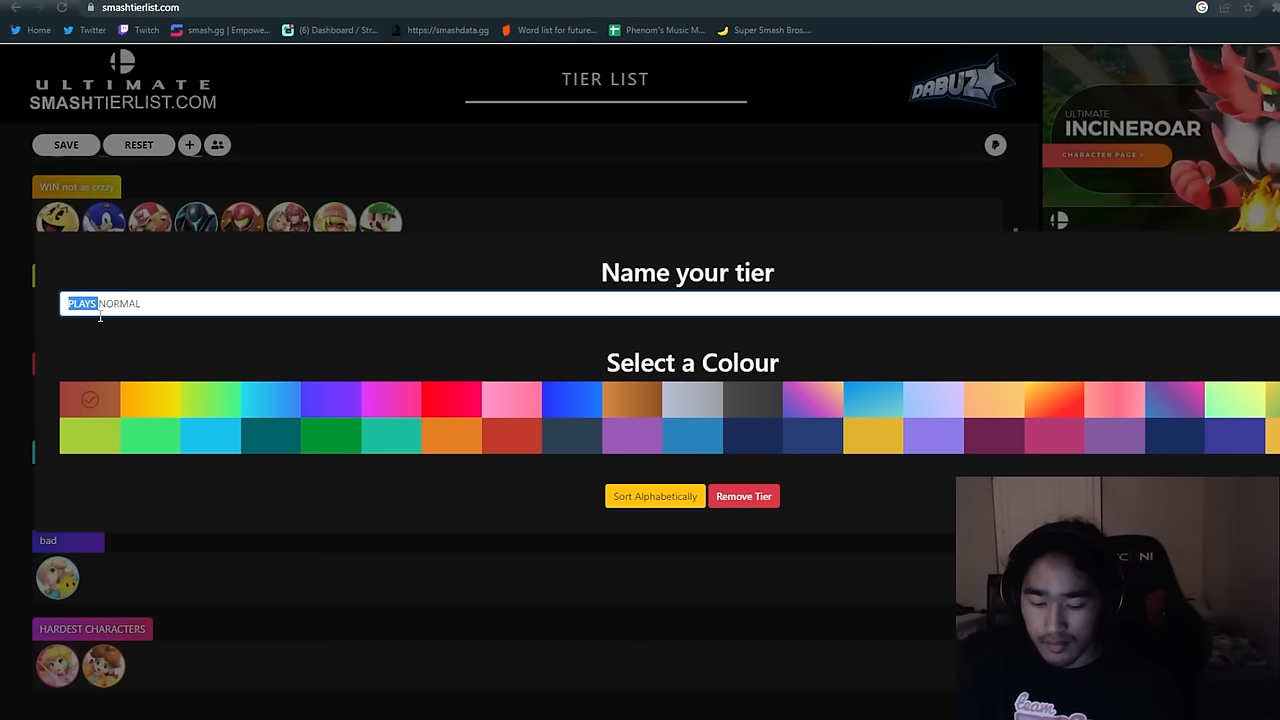 smashtierlist.com
Home
Twitter
Twitch
smash.gg | Empowe...
(6) Dashboard / Str...
https://smashdata.gg
Word list for future...
Phenom's Music M...
Super Smash Bros....
ULTIMATE
SMASHTIERLIST.COM
TIER LIST
DABUZ
ULTIMATE
INCINEROAR
CHARACTER PAGE >
SAVE
RESET
+
WIN not as crzzy
Name your tier
PLAYS NORMAL
Select a Colour
Sort Alphabetically
Remove Tier
bad
HARDEST CHARACTERS
team